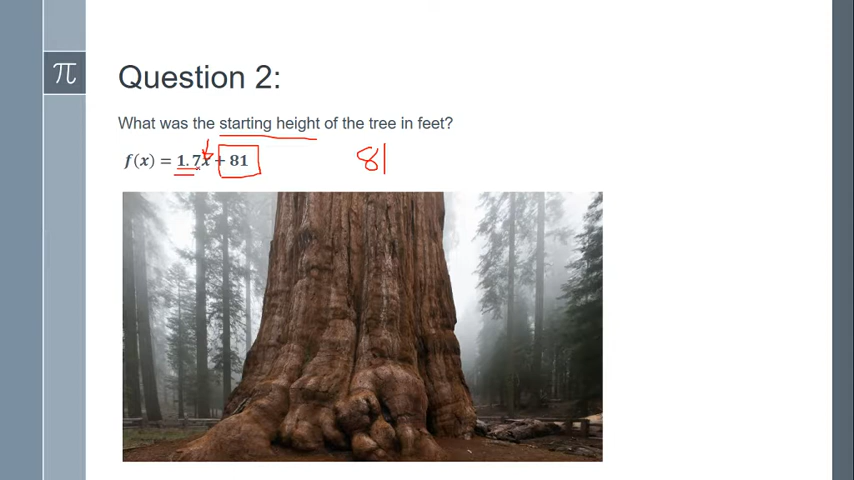 π
Question 2:
What was the starting height of the tree in feet?
f(x) = 1.7x + 81
81